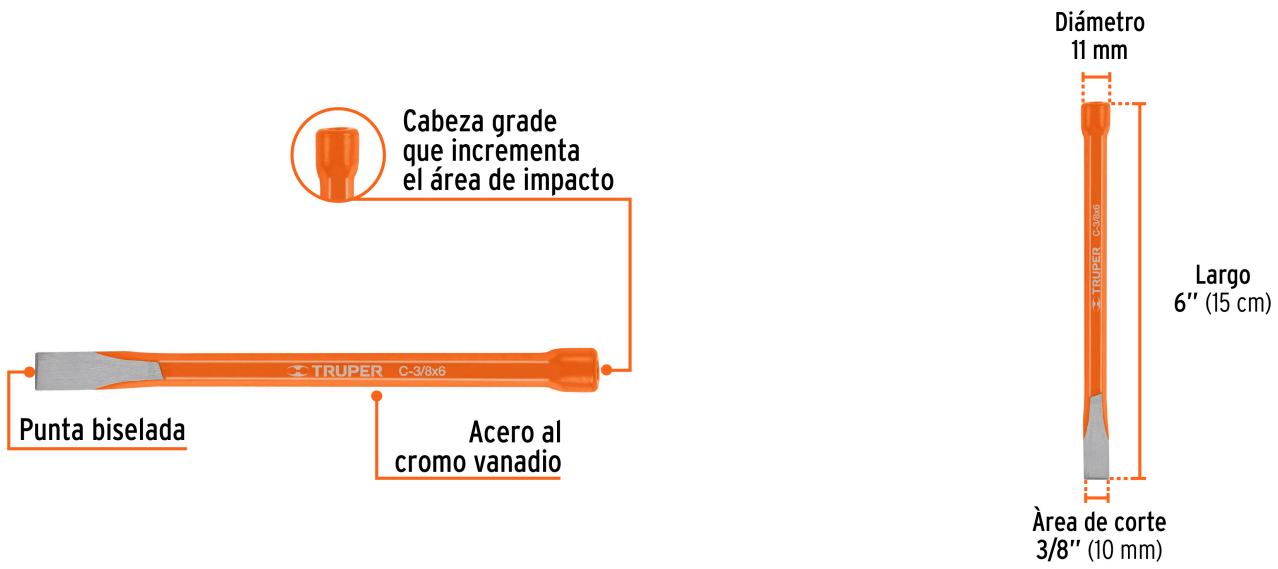 Cabeza grade
que incrementa
el área de impacto
TRUPER C-3/8x6
Punta biselada
Acero al
cromo vanadio
Diámetro
11 mm
TRUPER C-3/8x6
Largo
6’’ (15 cm)
Àrea de corte
3/8’’ (10 mm)